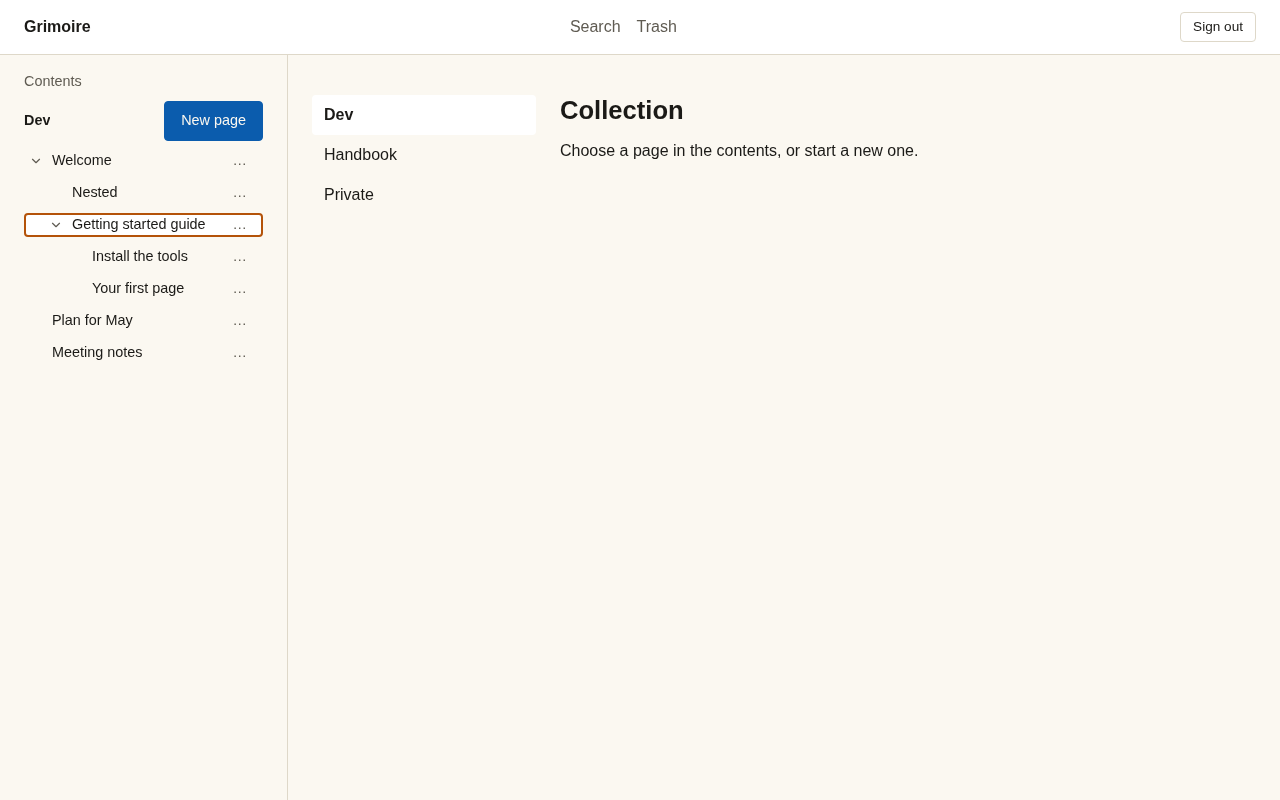 Grimoire
Search Trash
Sign out
Contents
Dev
New page
Welcome ...
Nested ...
Getting started guide ...
Install the tools ...
Your first page ...
Plan for May ...
Meeting notes ...
Dev
Handbook
Private
Collection
Choose a page in the contents, or start a new one.